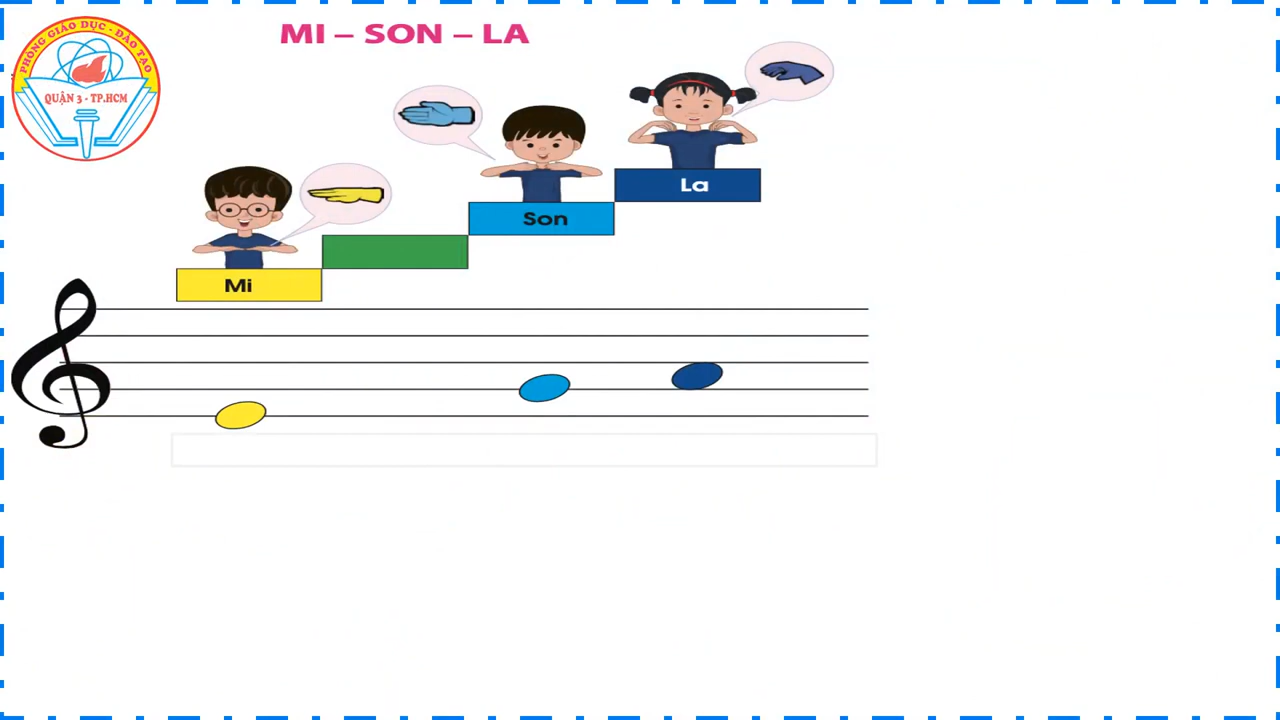 MI – SON – LA
PHÒNG GIÁO DỤC - ĐÀO TẠO
QUẬN 3 - TP.HCM
La
Son
Mi